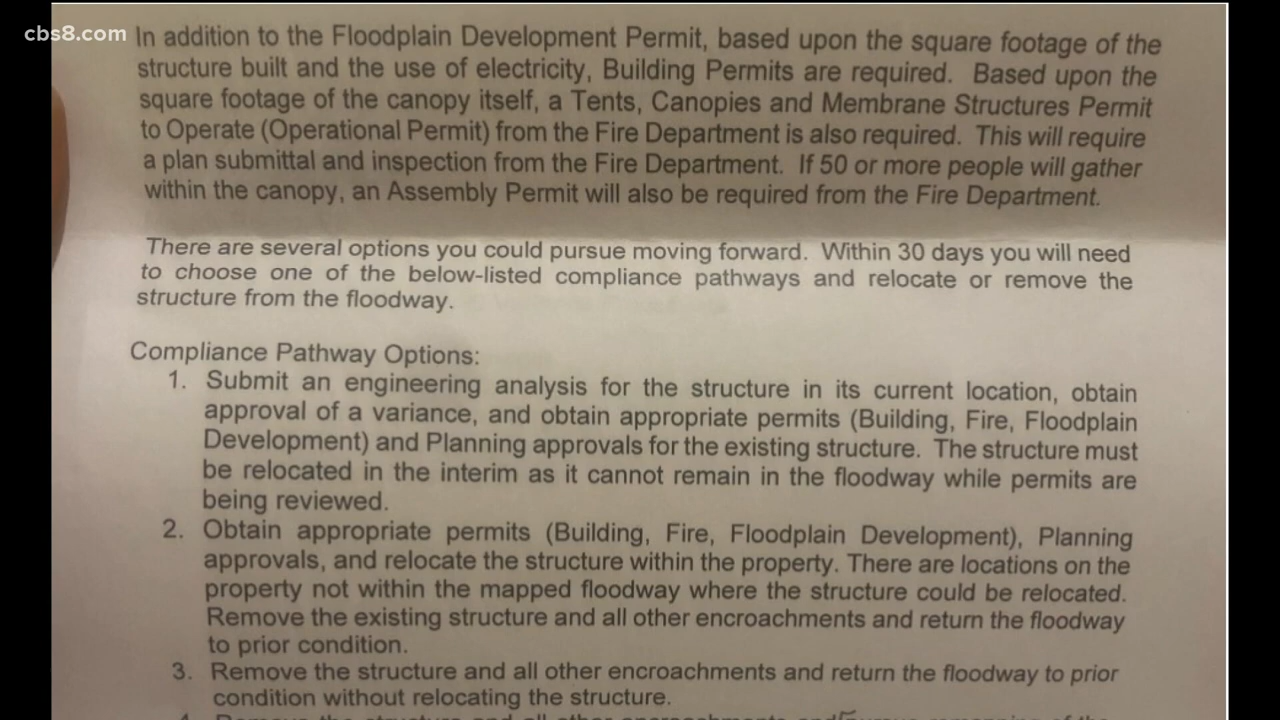 cbs8.com
In addition to the Floodplain Development Permit, based upon the square footage of the
structure built and the use of electricity, Building Permits are required. Based upon the
square footage of the canopy itself, a Tents, Canopies and Membrane Structures Permit
to Operate (Operational Permit) from the Fire Department is also required. This will require
a plan submittal and inspection from the Fire Department. If 50 or more people will gather
within the canopy, an Assembly Permit will also be required from the Fire Department.
There are several options you could pursue moving forward. Within 30 days you will need
to choose one of the below-listed compliance pathways and relocate or remove the
structure from the floodway.
Compliance Pathway Options:
1. Submit an engineering analysis for the structure in its current location, obtain
approval of a variance, and obtain appropriate permits (Building, Fire, Floodplain
Development) and Planning approvals for the existing structure. The structure must
be relocated in the interim as it cannot remain in the floodway while permits are
being reviewed.
2. Obtain appropriate permits (Building, Fire, Floodplain Development), Planning
approvals, and relocate the structure within the property. There are locations on the
property not within the mapped floodway where the structure could be relocated.
Remove the existing structure and all other encroachments and return the floodway
to prior condition.
3. Remove the structure and all other encroachments and return the floodway to prior
condition without relocating the structure.